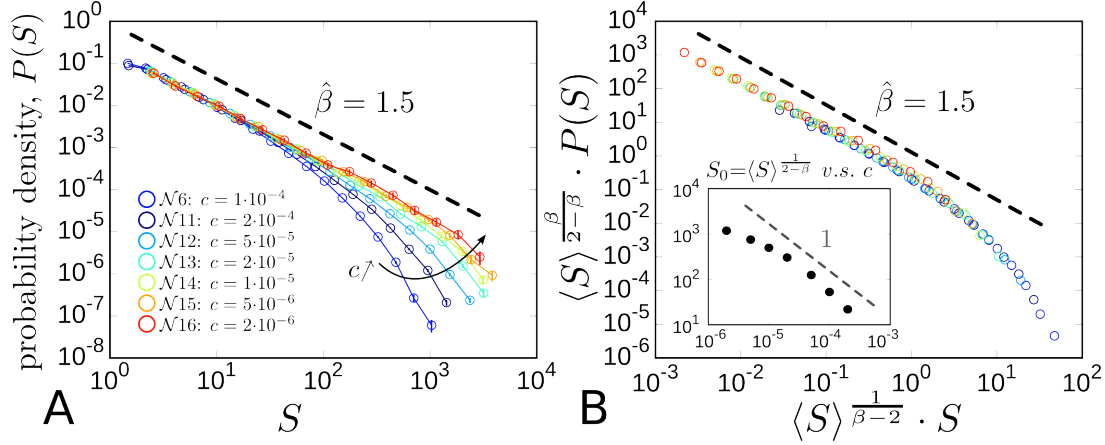 probability density, P(S)
10^0
10^-1
10^-2
10^-3
10^-4
10^-5
10^-6
10^-7
10^-8
β̂ = 1.5
𝒩6: c = 1·10^-4
𝒩11: c = 2·10^-4
𝒩12: c = 5·10^-5
𝒩13: c = 2·10^-5
𝒩14: c = 1·10^-5
𝒩15: c = 5·10^-6
𝒩16: c = 2·10^-6
c↗
10^0 10^1 10^2 10^3 10^4
A
S
⟨S⟩^{β/(2−β)} · P(S)
10^4
10^3
10^2
10^1
10^0
10^-1
10^-2
10^-3
10^-4
10^-5
10^-6
β̂ = 1.5
S_0=⟨S⟩^{1/(2−β)} v.s. c
10^4
10^3
10^2
10^1
1
10^-6 10^-5 10^-4 10^-3
10^-3 10^-2 10^-1 10^0 10^1 10^2
B
⟨S⟩^{1/(β−2)} · S